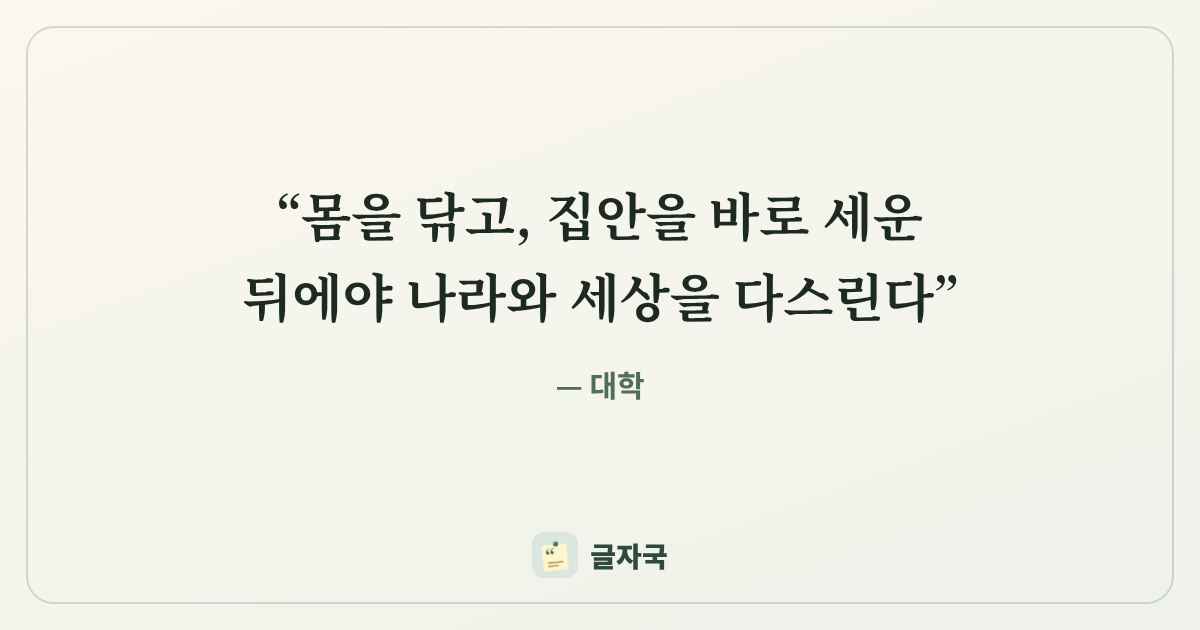 “몸을 닦고, 집안을 바로 세운
뒤에야 나라와 세상을 다스린다”
— 대학
글자국